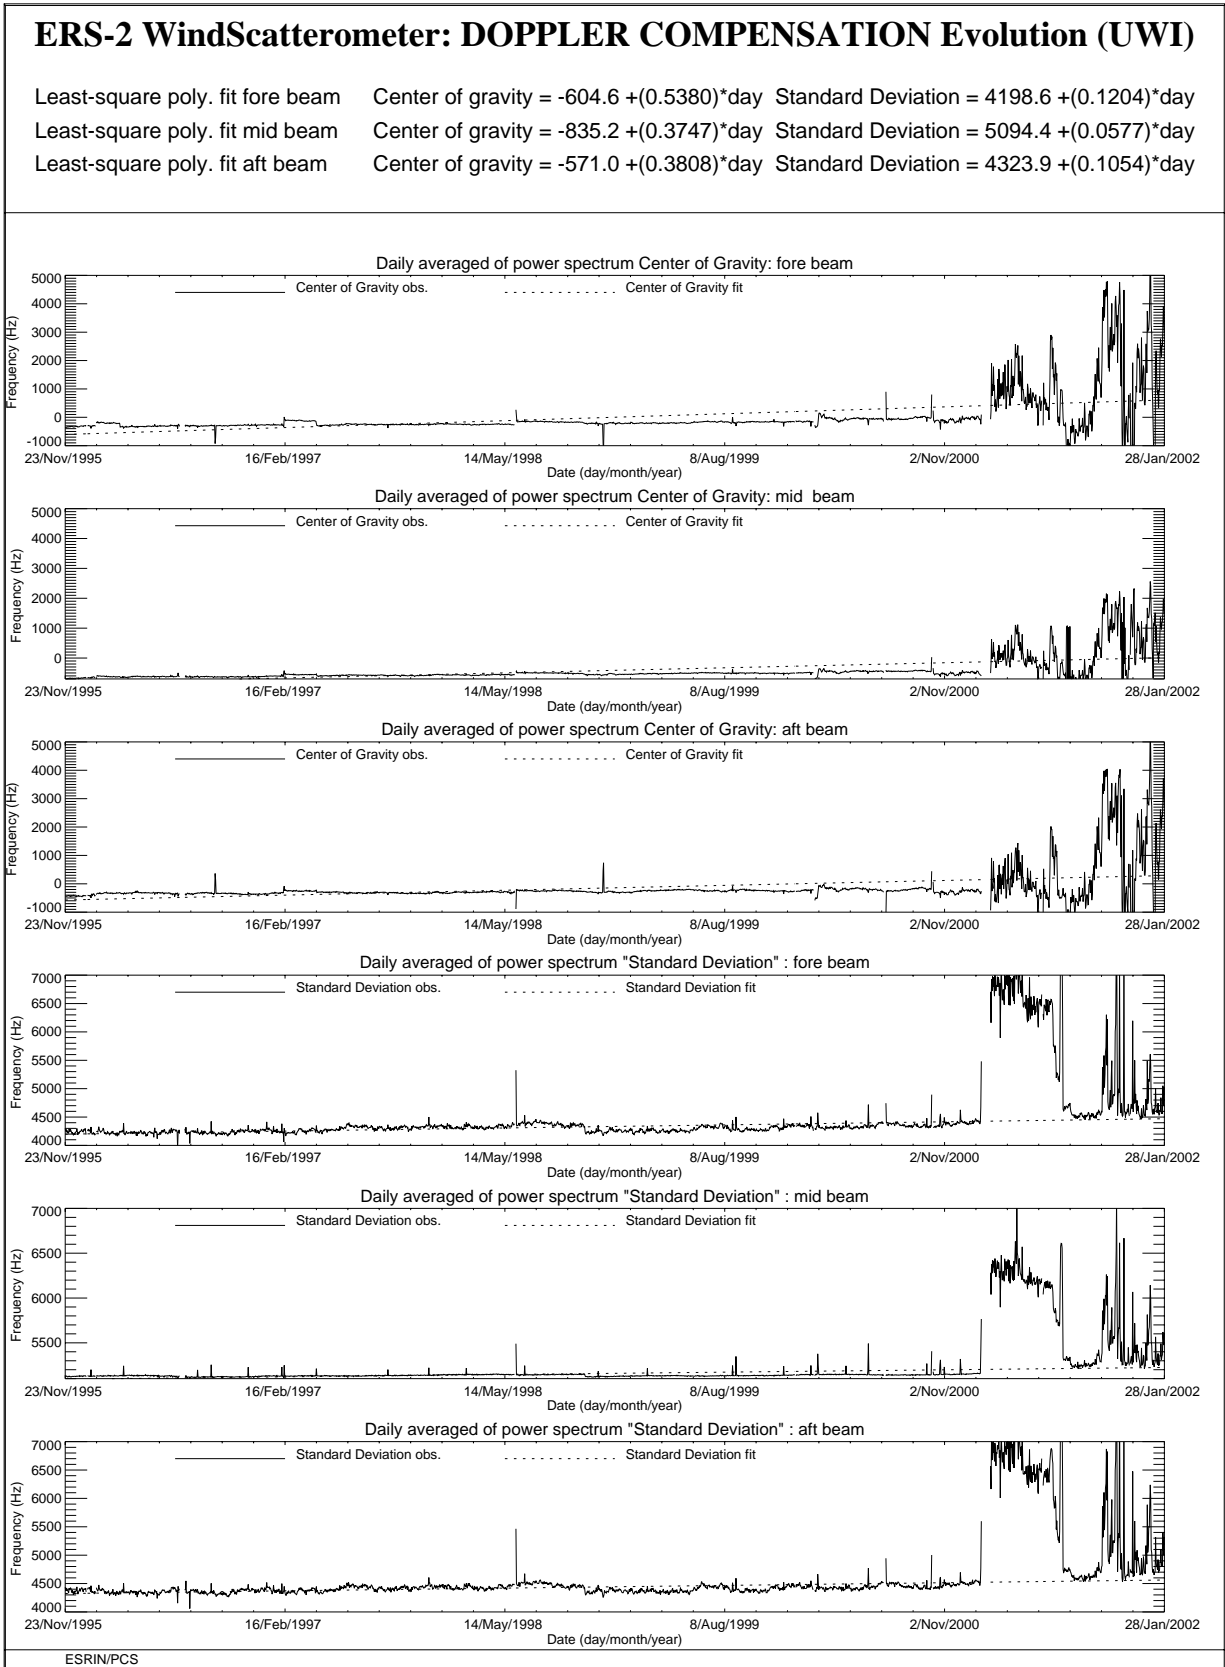 ERS-2 WindScatterometer: DOPPLER COMPENSATION Evolution (UWI)
Least-square poly. fit fore beam Center of gravity = -604.6 +(0.5380)*day Standard Deviation = 4198.6 +(0.1204)*day
Least-square poly. fit mid beam Center of gravity = -835.2 +(0.3747)*day Standard Deviation = 5094.4 +(0.0577)*day
Least-square poly. fit aft beam Center of gravity = -571.0 +(0.3808)*day Standard Deviation = 4323.9 +(0.1054)*day
Daily averaged of power spectrum Center of Gravity: fore beam
Center of Gravity obs. Center of Gravity fit
Frequency (Hz)
5000
4000
3000
2000
1000
0
-1000
23/Nov/1995 16/Feb/1997 14/May/1998 8/Aug/1999 2/Nov/2000 28/Jan/2002
Date (day/month/year)
Daily averaged of power spectrum Center of Gravity: mid beam
Center of Gravity obs. Center of Gravity fit
Frequency (Hz)
5000
4000
3000
2000
1000
0
23/Nov/1995 16/Feb/1997 14/May/1998 8/Aug/1999 2/Nov/2000 28/Jan/2002
Date (day/month/year)
Daily averaged of power spectrum Center of Gravity: aft beam
Center of Gravity obs. Center of Gravity fit
Frequency (Hz)
5000
4000
3000
2000
1000
0
-1000
23/Nov/1995 16/Feb/1997 14/May/1998 8/Aug/1999 2/Nov/2000 28/Jan/2002
Date (day/month/year)
Daily averaged of power spectrum "Standard Deviation" : fore beam
Standard Deviation obs. Standard Deviation fit
Frequency (Hz)
7000
6500
6000
5500
5000
4500
4000
23/Nov/1995 16/Feb/1997 14/May/1998 8/Aug/1999 2/Nov/2000 28/Jan/2002
Date (day/month/year)
Daily averaged of power spectrum "Standard Deviation" : mid beam
Standard Deviation obs. Standard Deviation fit
Frequency (Hz)
7000
6500
6000
5500
23/Nov/1995 16/Feb/1997 14/May/1998 8/Aug/1999 2/Nov/2000 28/Jan/2002
Date (day/month/year)
Daily averaged of power spectrum "Standard Deviation" : aft beam
Standard Deviation obs. Standard Deviation fit
Frequency (Hz)
7000
6500
6000
5500
5000
4500
4000
23/Nov/1995 16/Feb/1997 14/May/1998 8/Aug/1999 2/Nov/2000 28/Jan/2002
Date (day/month/year)
ESRIN/PCS